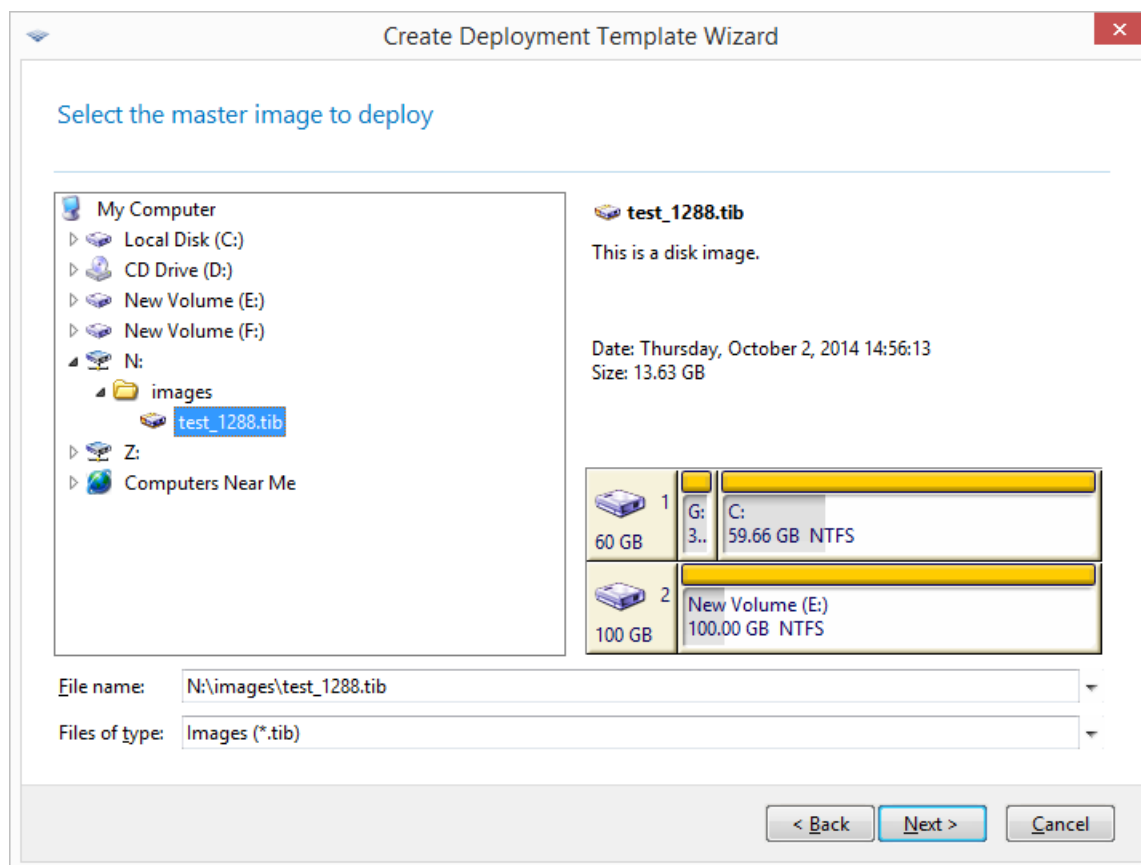 Create Deployment Template Wizard
Select the master image to deploy
My Computer
Local Disk (C:)
CD Drive (D:)
New Volume (E:)
New Volume (F:)
N:
images
test_1288.tib
Z:
Computers Near Me
test_1288.tib
This is a disk image.
Date: Thursday, October 2, 2014 14:56:13
Size: 13.63 GB
1
60 GB
G:
3..
C:
59.66 GB NTFS
2
100 GB
New Volume (E:)
100.00 GB NTFS
File name: N:\images\test_1288.tib
Files of type: Images (*.tib)
< Back Next > Cancel